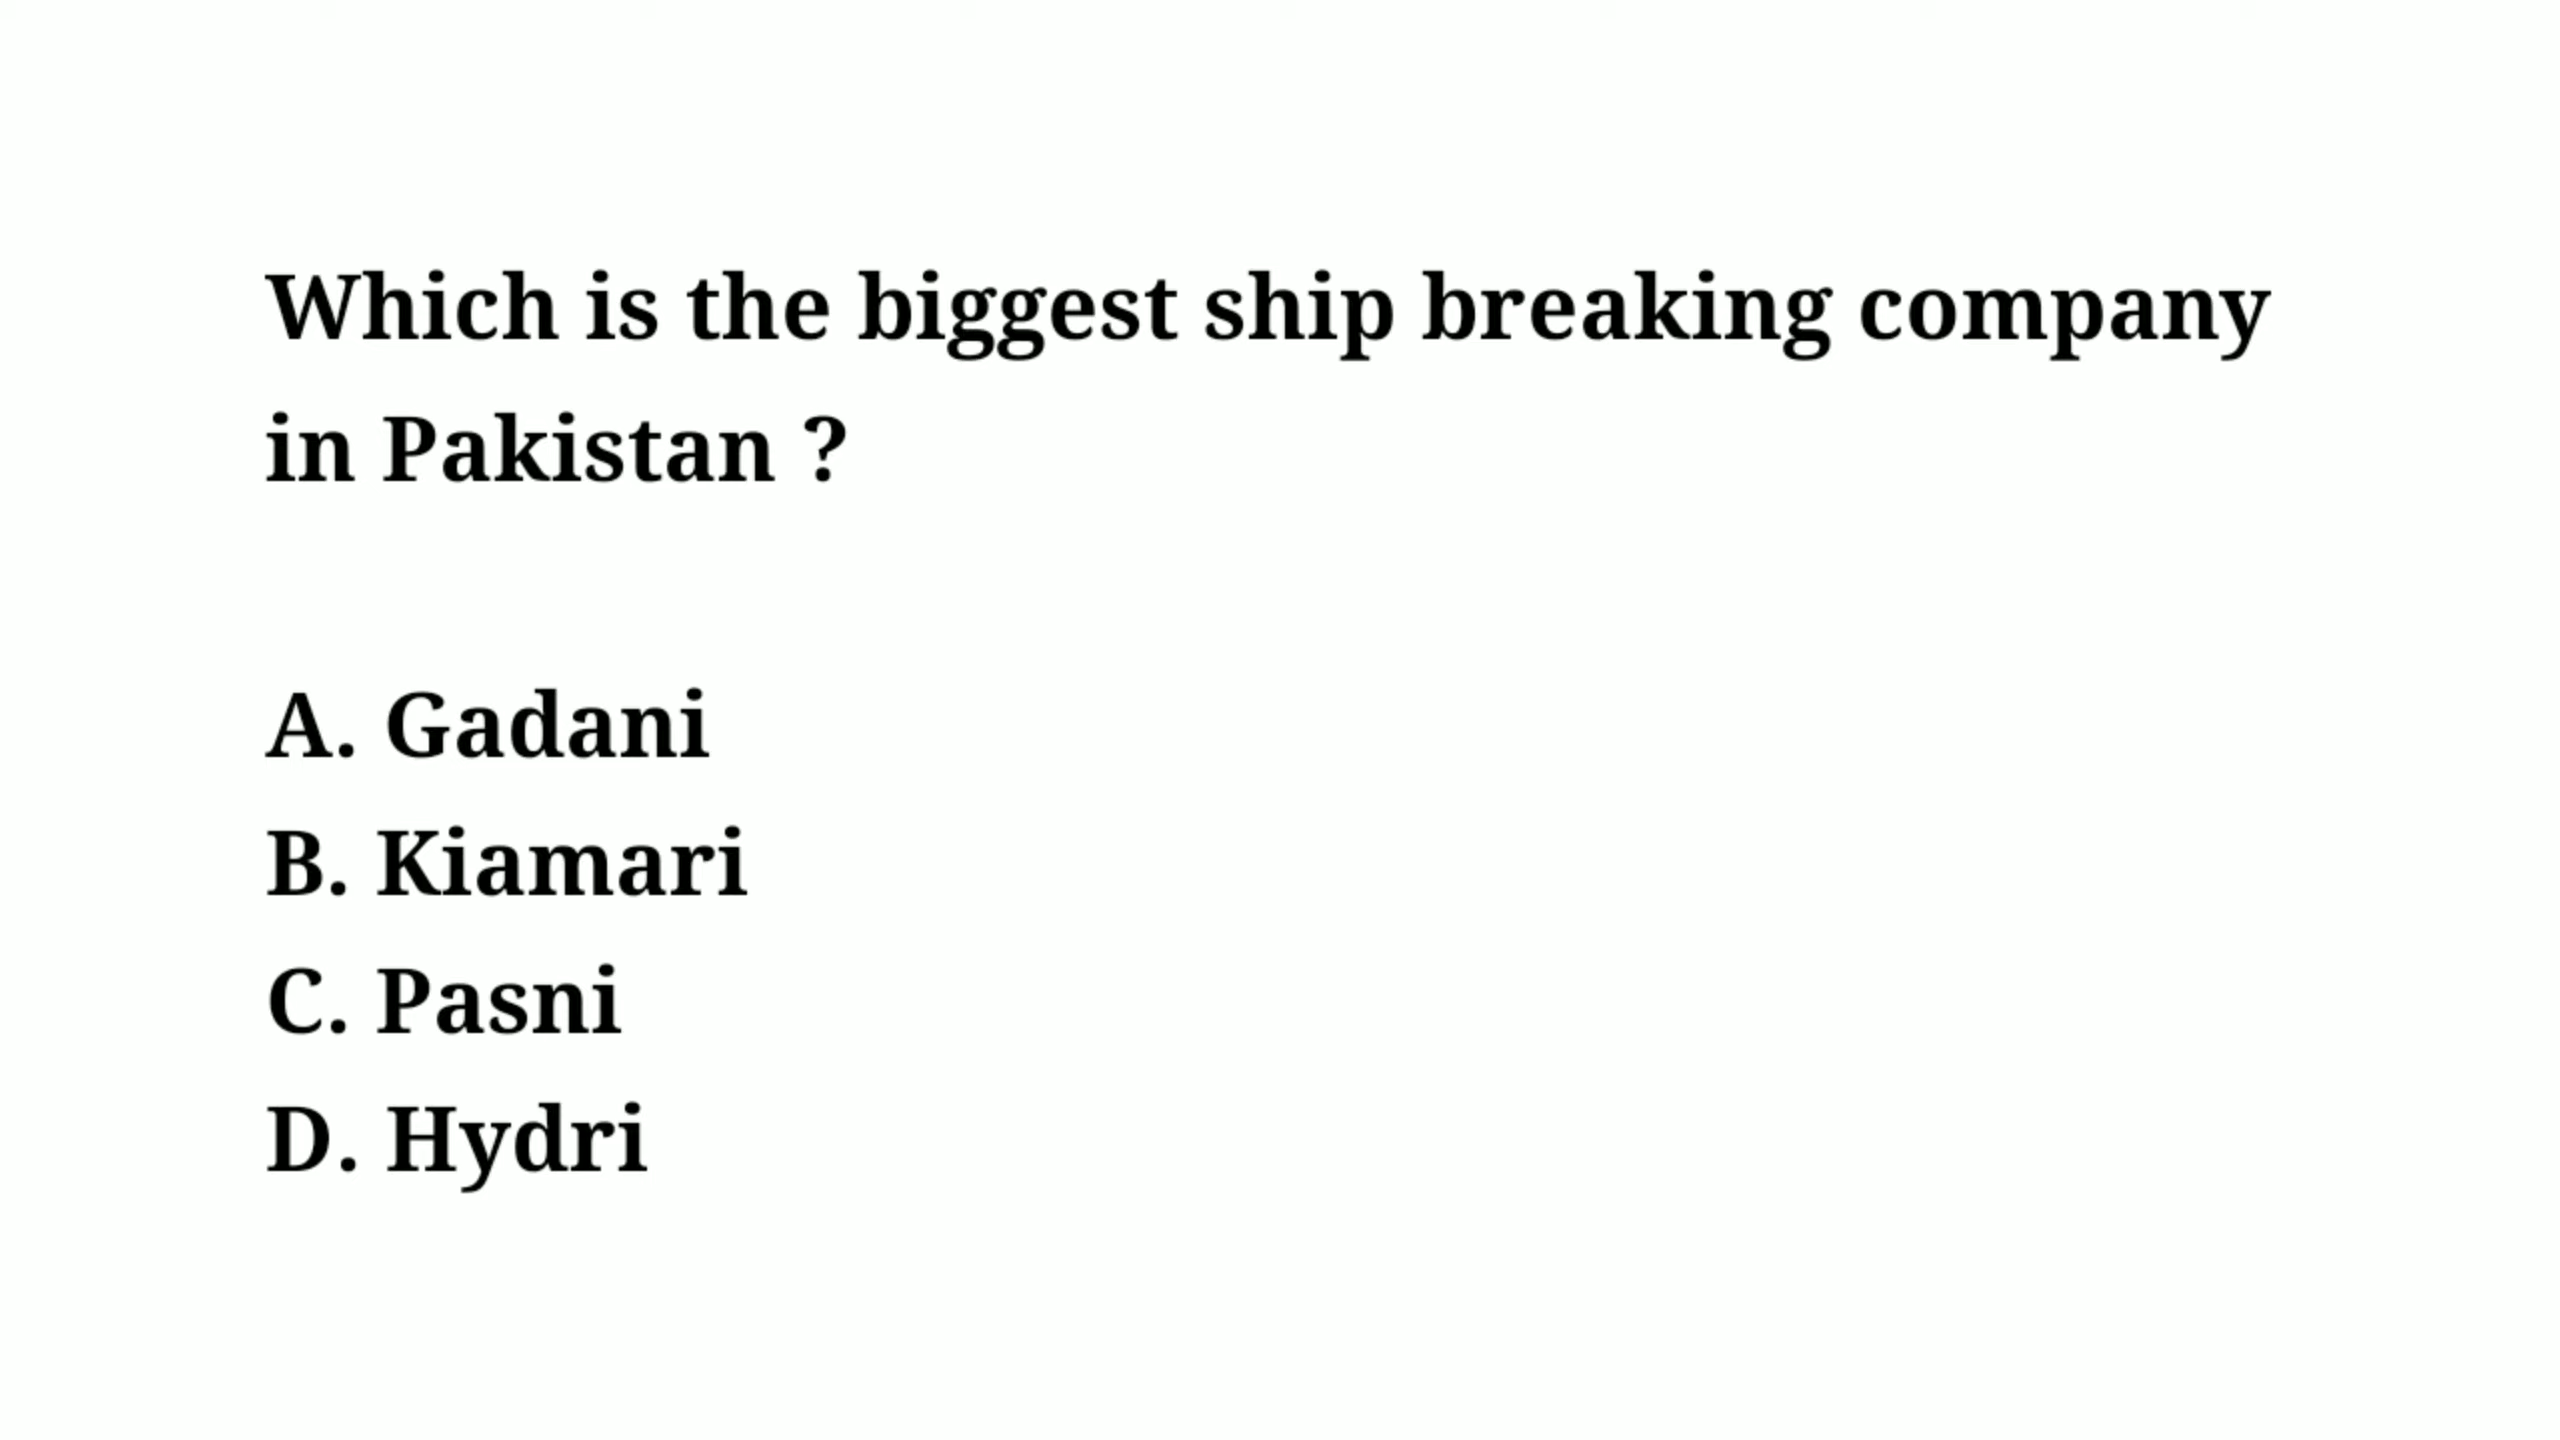 Which is the biggest ship breaking company
in Pakistan ?
A. Gadani
B. Kiamari
C. Pasni
D. Hydri